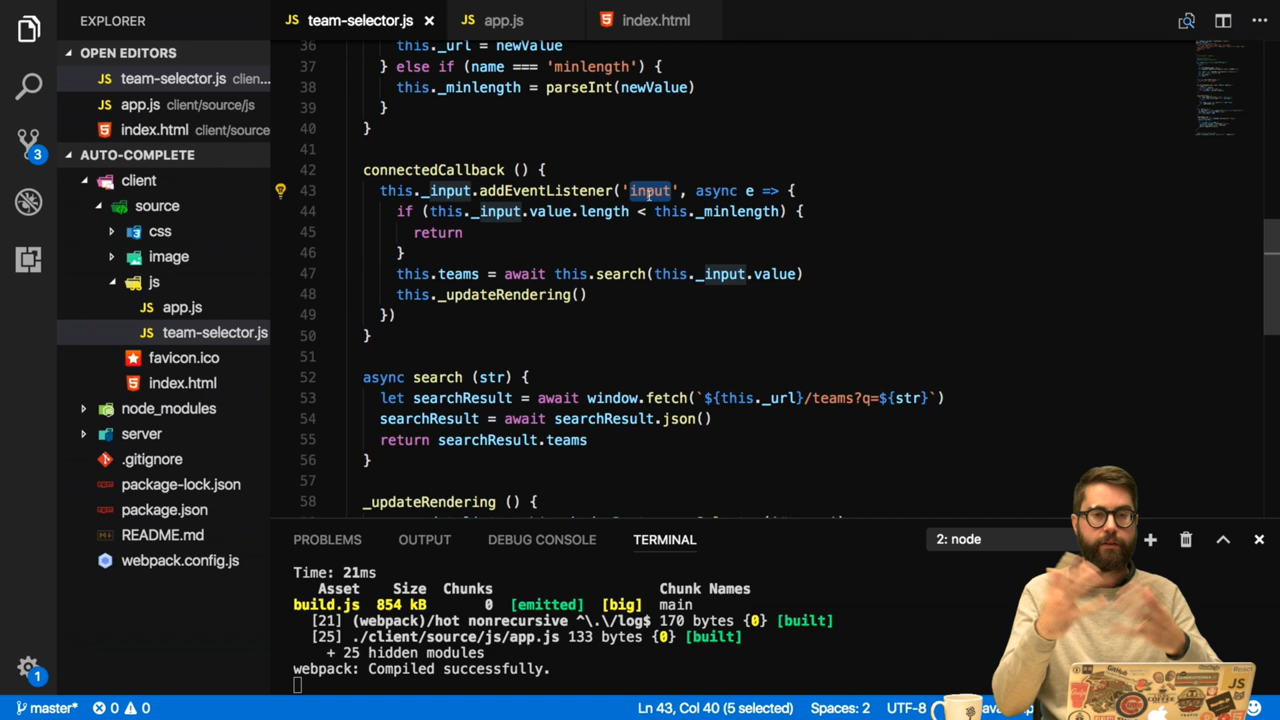 EXPLORER
OPEN EDITORS
team-selector.js clien...
app.js client/source/js
index.html client/source
AUTO-COMPLETE
client
source
css
image
js
app.js
team-selector.js
favicon.ico
index.html
node_modules
server
.gitignore
package-lock.json
package.json
README.md
webpack.config.js
3
1
team-selector.js
app.js
index.html
36 this._url = newValue
37 } else if (name === 'minlength') {
38 this._minlength = parseInt(newValue)
39 }
40 }
41
42 connectedCallback () {
43 this._input.addEventListener('input', async e => {
44 if (this._input.value.length < this._minlength) {
45 return
46 }
47 this.teams = await this.search(this._input.value)
48 this._updateRendering()
49 })
50 }
51
52 async search (str) {
53 let searchResult = await window.fetch(`${this._url}/teams?q=${str}`)
54 searchResult = await searchResult.json()
55 return searchResult.teams
56 }
57
58 _updateRendering () {
PROBLEMS OUTPUT DEBUG CONSOLE TERMINAL 2: node
Time: 21ms
Asset Size Chunks Chunk Names
build.js 854 kB 0 [emitted] [big] main
[21] (webpack)/hot nonrecursive ^\.\/log$ 170 bytes {0} [built]
[25] ./client/source/js/app.js 133 bytes {0} [built]
+ 25 hidden modules
webpack: Compiled successfully.
master* 0 0 Ln 43, Col 40 (5 selected) Spaces: 2 UTF-8
GitHub
React
JS